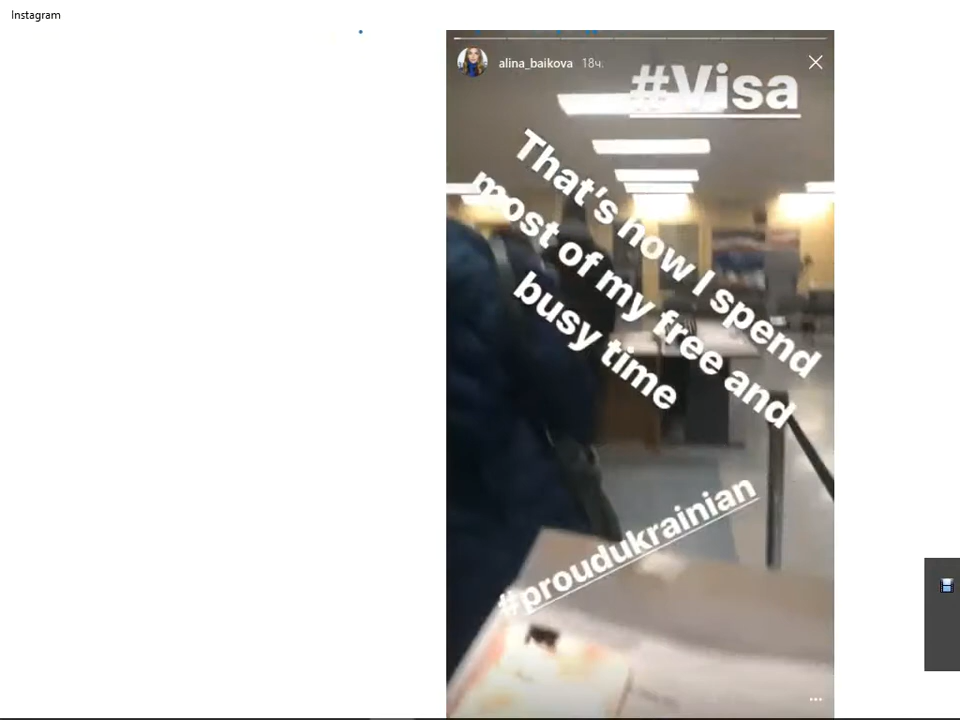 Instagram
alina_baikova 18ч.
#Visa
That's how I spend
most of my free and
busy time
#proudukrainian